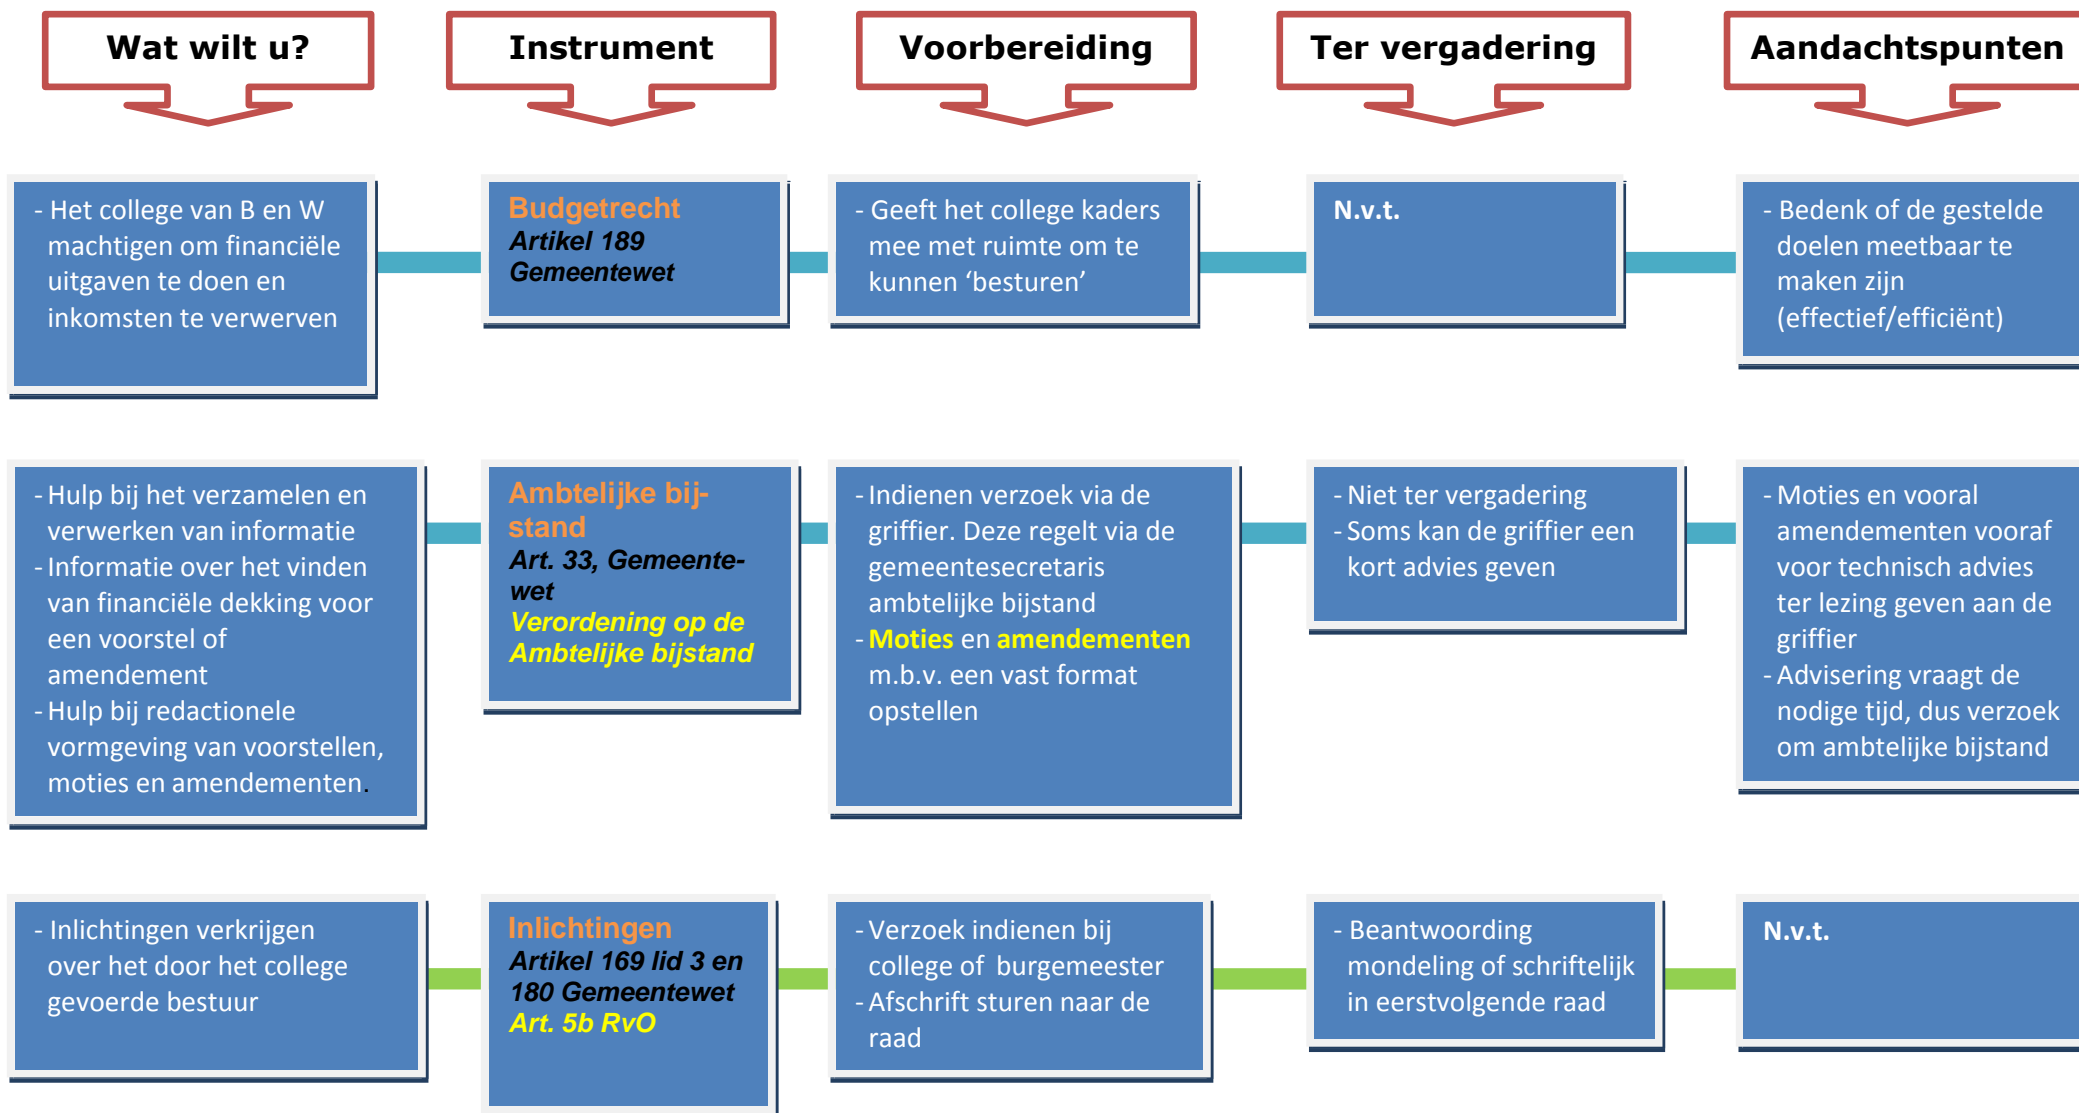 Wat wilt u?
Instrument
Voorbereiding
Ter vergadering
Aandachtspunten
- Het college van B en W
machtigen om financiële
uitgaven te doen en
inkomsten te verwerven
Budgetrecht
Artikel 189
Gemeentewet
- Geeft het college kaders
mee met ruimte om te
kunnen ‘besturen’
N.v.t.
- Bedenk of de gestelde
doelen meetbaar te
maken zijn
(effectief/efficiënt)
- Hulp bij het verzamelen en
verwerken van informatie
- Informatie over het vinden
van financiële dekking voor
een voorstel of
amendement
- Hulp bij redactionele
vormgeving van voorstellen,
moties en amendementen.
Ambtelijke bij-
stand
Art. 33, Gemeente-
wet
Verordening op de
Ambtelijke bijstand
- Indienen verzoek via de
griffier. Deze regelt via de
gemeentesecretaris
ambtelijke bijstand
- Moties en amendementen
m.b.v. een vast format
opstellen
- Niet ter vergadering
- Soms kan de griffier een
kort advies geven
- Moties en vooral
amendementen vooraf
voor technisch advies
ter lezing geven aan de
griffier
- Advisering vraagt de
nodige tijd, dus verzoek
om ambtelijke bijstand
- Inlichtingen verkrijgen
over het door het college
gevoerde bestuur
Inlichtingen
Artikel 169 lid 3 en
180 Gemeentewet
Art. 5b RvO
- Verzoek indienen bij
college of burgemeester
- Afschrift sturen naar de
raad
- Beantwoording
mondeling of schriftelijk
in eerstvolgende raad
N.v.t.